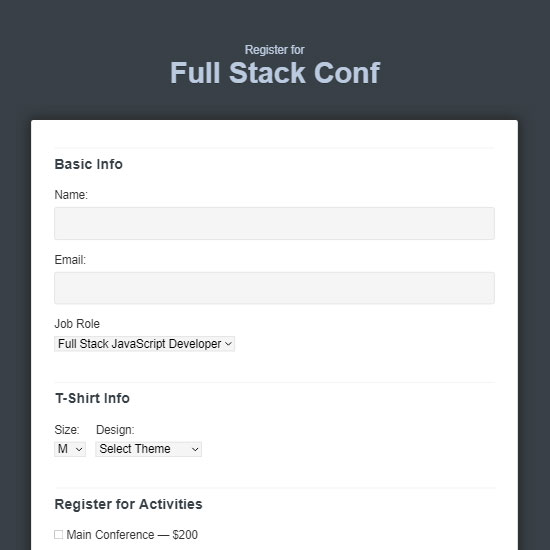 Register for
Full Stack Conf
Basic Info
Name:
Email:
Job Role
Full Stack JavaScript Developer
T-Shirt Info
Size: Design:
M Select Theme
Register for Activities
Main Conference — $200